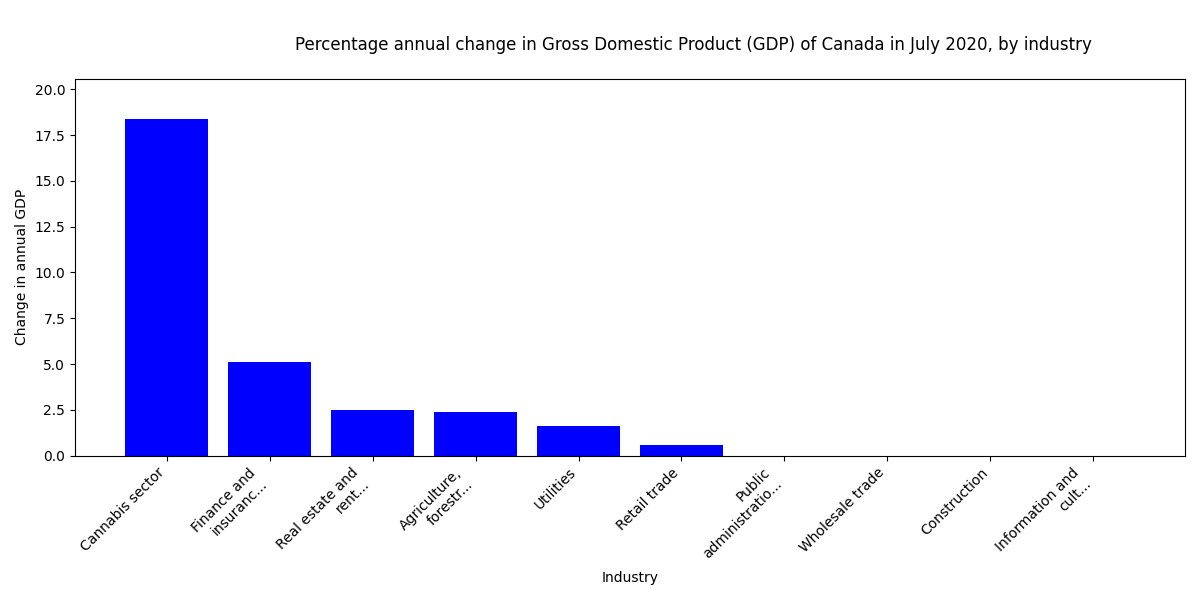 Percentage annual change in Gross Domestic Product (GDP) of Canada in July 2020, by industry
20.0
17.5
15.0
12.5
10.0
7.5
5.0
2.5
0.0
Change in annual GDP
Cannabis sector
Finance and
insuranc...
Real estate and
rent...
Agriculture,
forestr...
Utilities
Retail trade
Public
administratio...
Wholesale trade
Construction
Information and
cult...
Industry